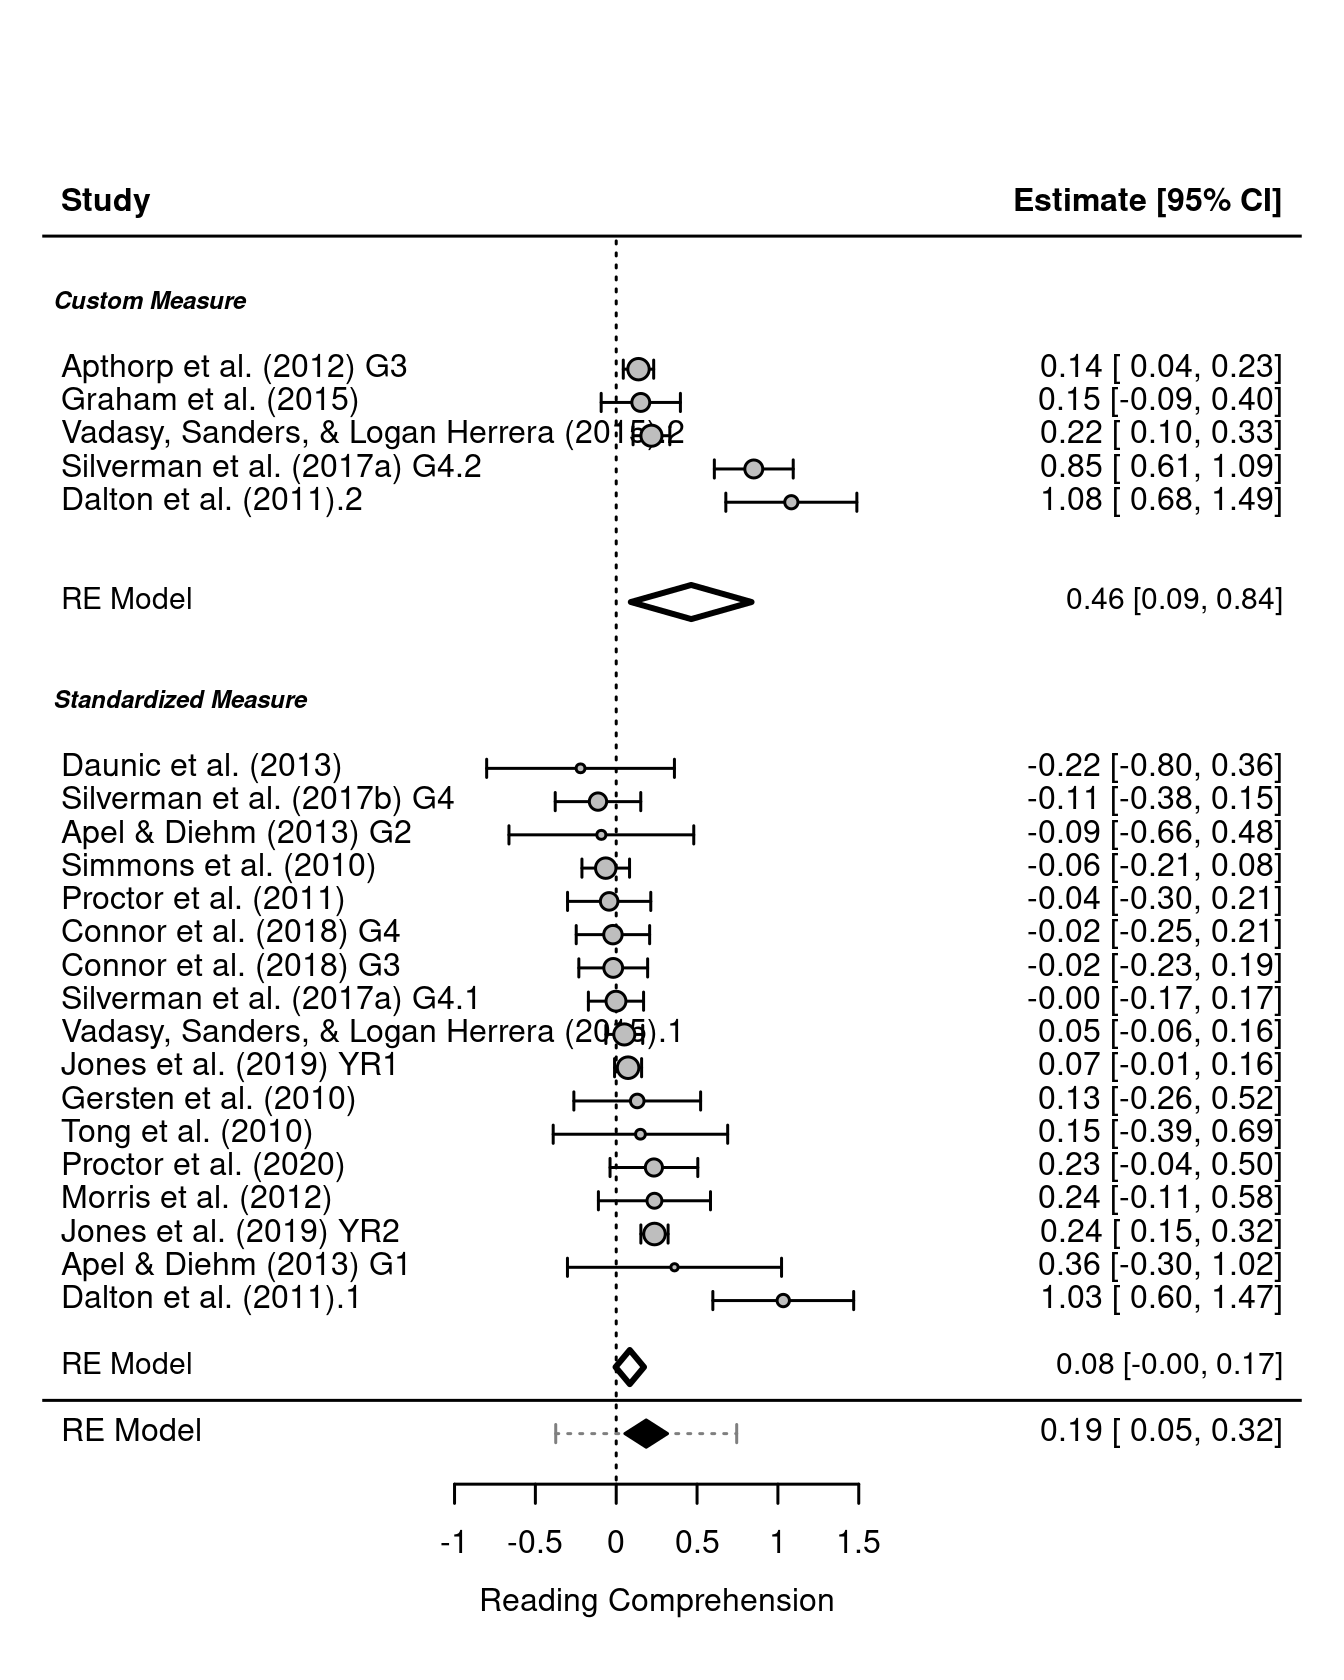 Study Estimate [95% CI]
Custom Measure
Apthorp et al. (2012) G3 0.14 [ 0.04, 0.23]
Graham et al. (2015) 0.15 [-0.09, 0.40]
Vadasy, Sanders, & Logan Herrera (2015).2 0.22 [ 0.10, 0.33]
Silverman et al. (2017a) G4.2 0.85 [ 0.61, 1.09]
Dalton et al. (2011).2 1.08 [ 0.68, 1.49]
RE Model 0.46 [0.09, 0.84]
Standardized Measure
Daunic et al. (2013) -0.22 [-0.80, 0.36]
Silverman et al. (2017b) G4 -0.11 [-0.38, 0.15]
Apel & Diehm (2013) G2 -0.09 [-0.66, 0.48]
Simmons et al. (2010) -0.06 [-0.21, 0.08]
Proctor et al. (2011) -0.04 [-0.30, 0.21]
Connor et al. (2018) G4 -0.02 [-0.25, 0.21]
Connor et al. (2018) G3 -0.02 [-0.23, 0.19]
Silverman et al. (2017a) G4.1 -0.00 [-0.17, 0.17]
Vadasy, Sanders, & Logan Herrera (2015).1 0.05 [-0.06, 0.16]
Jones et al. (2019) YR1 0.07 [-0.01, 0.16]
Gersten et al. (2010) 0.13 [-0.26, 0.52]
Tong et al. (2010) 0.15 [-0.39, 0.69]
Proctor et al. (2020) 0.23 [-0.04, 0.50]
Morris et al. (2012) 0.24 [-0.11, 0.58]
Jones et al. (2019) YR2 0.24 [ 0.15, 0.32]
Apel & Diehm (2013) G1 0.36 [-0.30, 1.02]
Dalton et al. (2011).1 1.03 [ 0.60, 1.47]
RE Model 0.08 [-0.00, 0.17]
RE Model 0.19 [ 0.05, 0.32]
-1 -0.5 0 0.5 1 1.5
Reading Comprehension